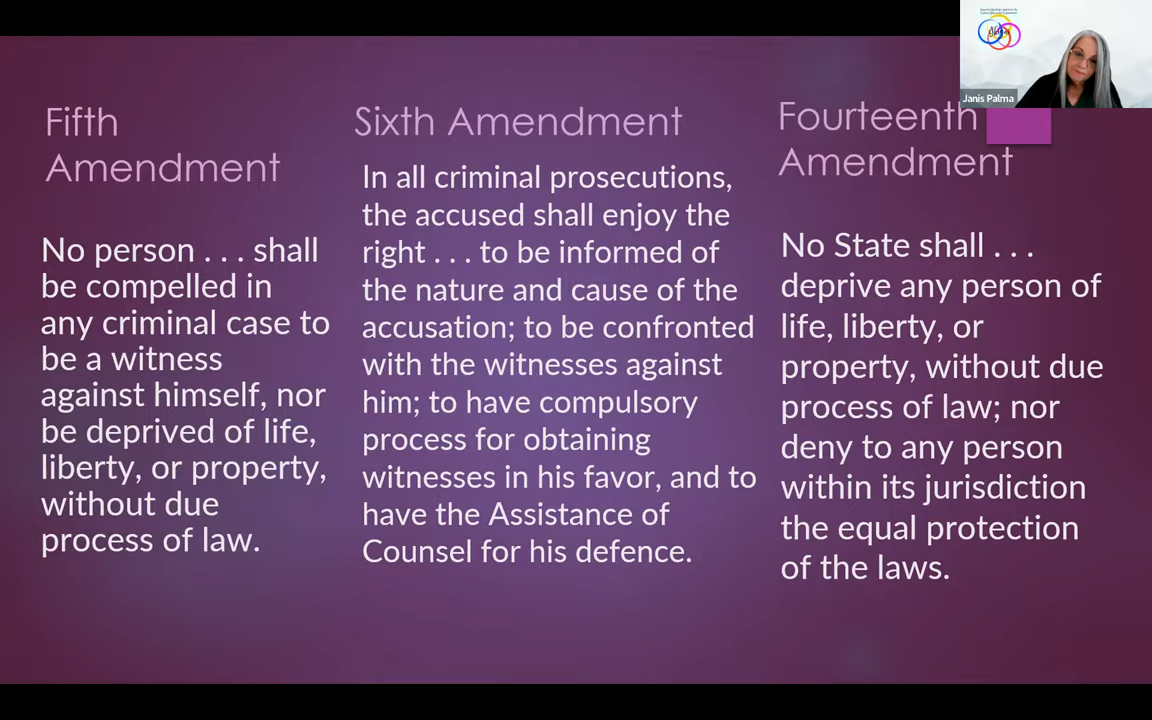 Fifth
Amendment
No person . . . shall
be compelled in
any criminal case to
be a witness
against himself, nor
be deprived of life,
liberty, or property,
without due
process of law.
Sixth Amendment
In all criminal prosecutions,
the accused shall enjoy the
right . . . to be informed of
the nature and cause of the
accusation; to be confronted
with the witnesses against
him; to have compulsory
process for obtaining
witnesses in his favor, and to
have the Assistance of
Counsel for his defence.
Fourteenth
Amendment
No State shall . . .
deprive any person of
life, liberty, or
property, without due
process of law; nor
deny to any person
within its jurisdiction
the equal protection
of the laws.
Janis Palma